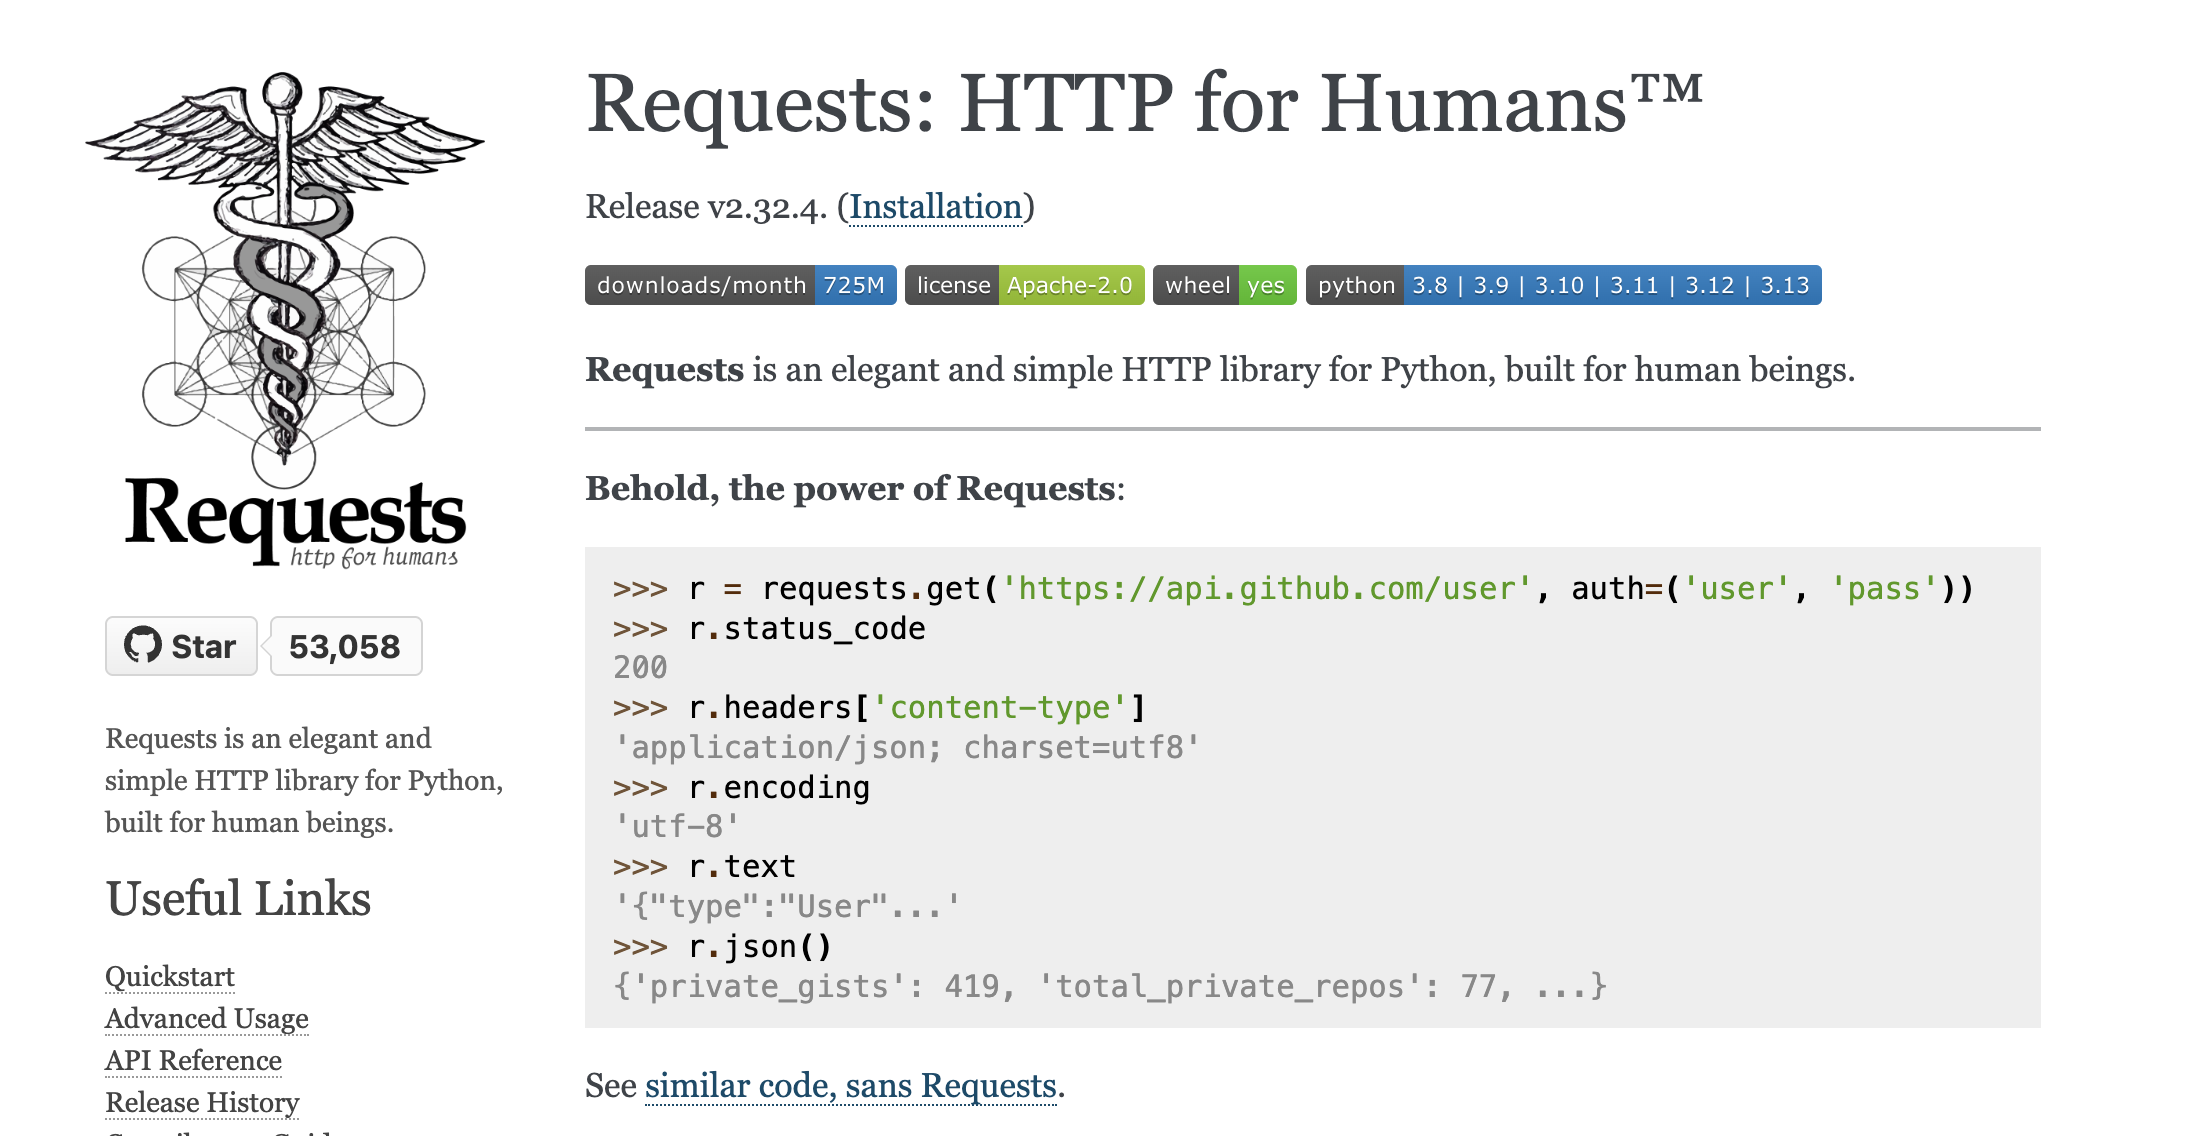 Requests
http for humans
Star 53,058
Requests is an elegant and
simple HTTP library for Python,
built for human beings.
Useful Links
Quickstart
Advanced Usage
API Reference
Release History
Requests: HTTP for Humans™
Release v2.32.4. (Installation)
downloads/month 725M license Apache-2.0 wheel yes python 3.8 | 3.9 | 3.10 | 3.11 | 3.12 | 3.13
Requests is an elegant and simple HTTP library for Python, built for human beings.
Behold, the power of Requests:
>>> r = requests.get('https://api.github.com/user', auth=('user', 'pass'))
>>> r.status_code
200
>>> r.headers['content-type']
'application/json; charset=utf8'
>>> r.encoding
'utf-8'
>>> r.text
'{"type":"User"...'
>>> r.json()
{'private_gists': 419, 'total_private_repos': 77, ...}
See similar code, sans Requests.